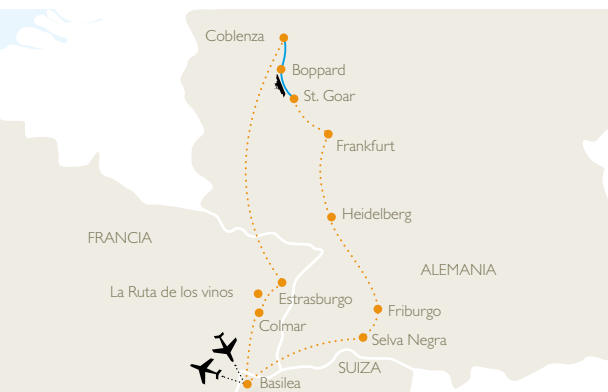 Coblenza
Boppard
St. Goar
Frankfurt
Heidelberg
FRANCIA
ALEMANIA
La Ruta de los vinos
Estrasburgo
Friburgo
Colmar
Selva Negra
SUIZA
Basilea